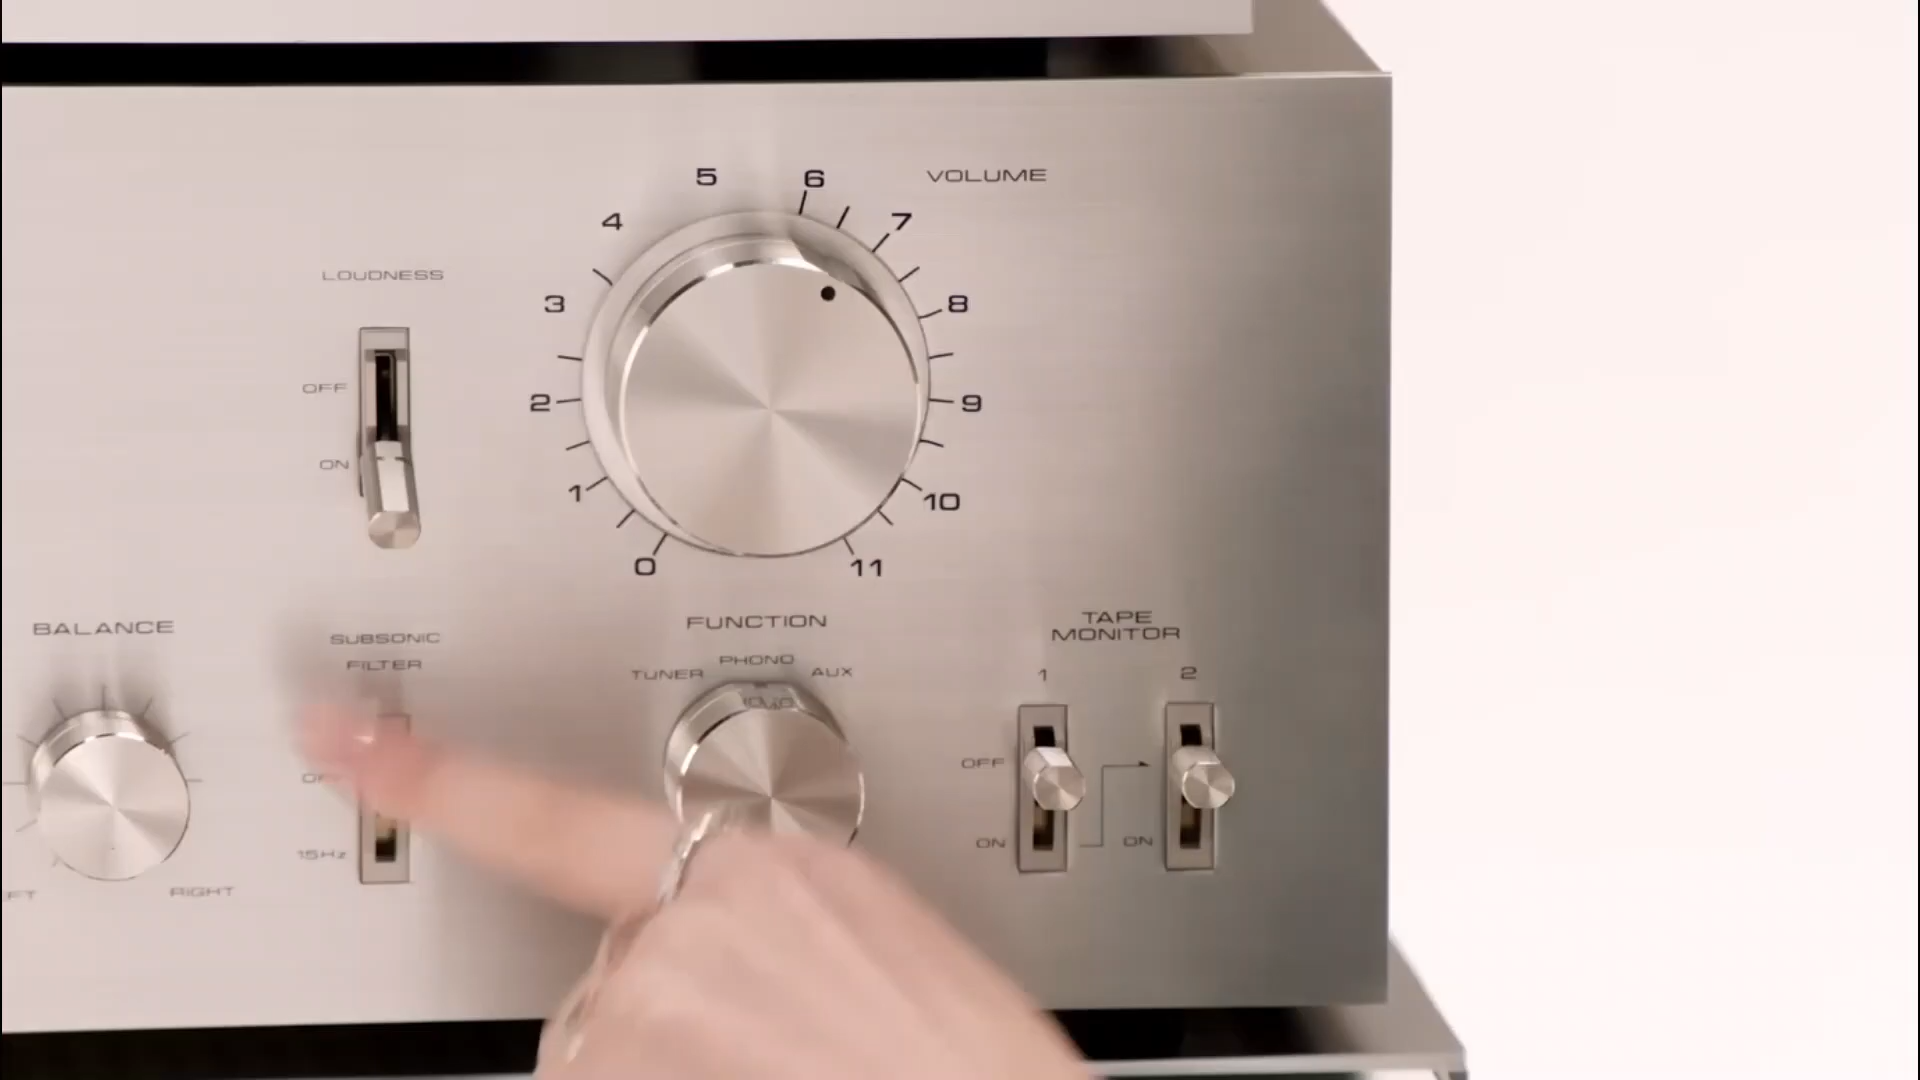 VOLUME
5
6
4
7
3
8
2
9
1
10
0
11
LOUDNESS
OFF
ON
BALANCE
RIGHT
SUBSONIC
FILTER
15Hz
FUNCTION
TUNER
PHONO
AUX
TAPE
MONITOR
1
2
OFF
ON
ON